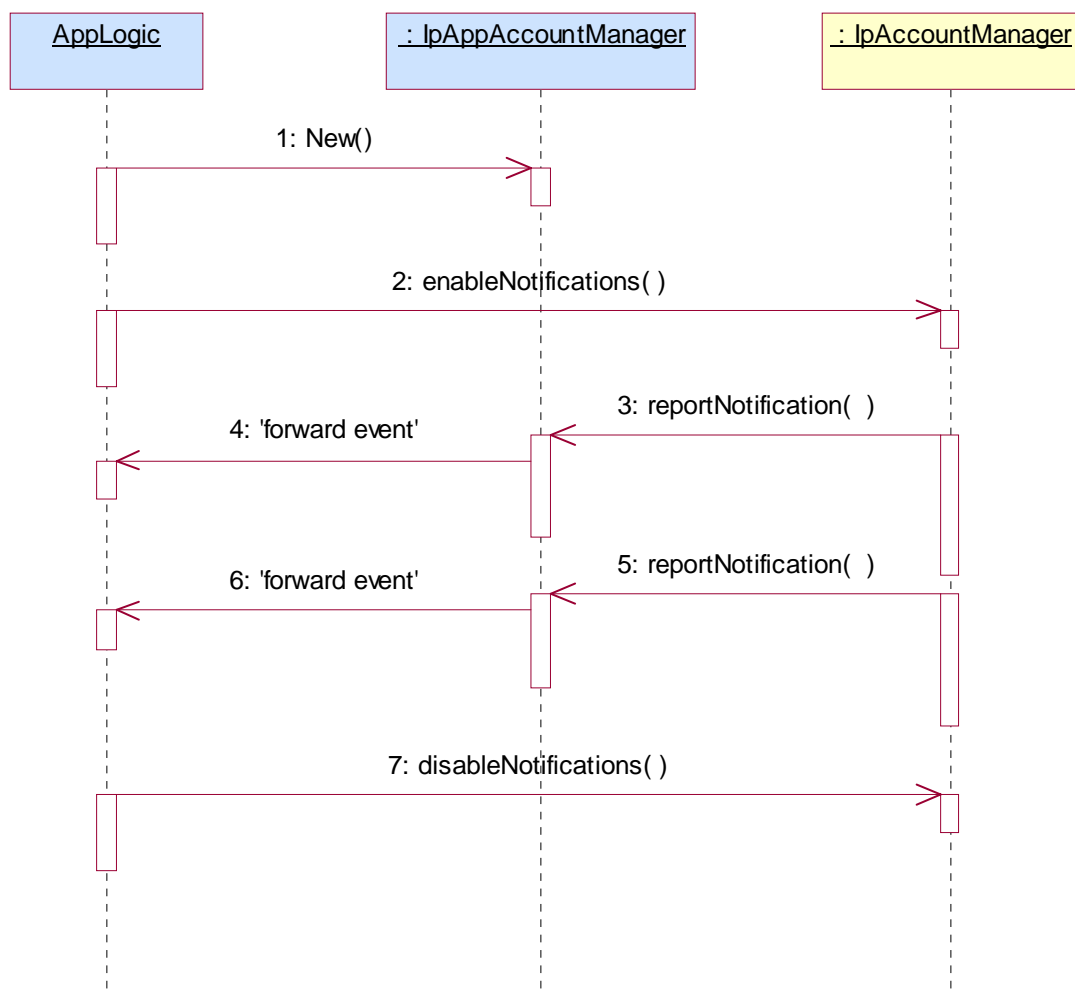 AppLogic
: IpAppAccountManager
: IpAccountManager
1: New()
2: enableNotifications( )
3: reportNotification(  )
4: 'forward event'
5: reportNotification(  )
6: 'forward event'
7: disableNotifications( )